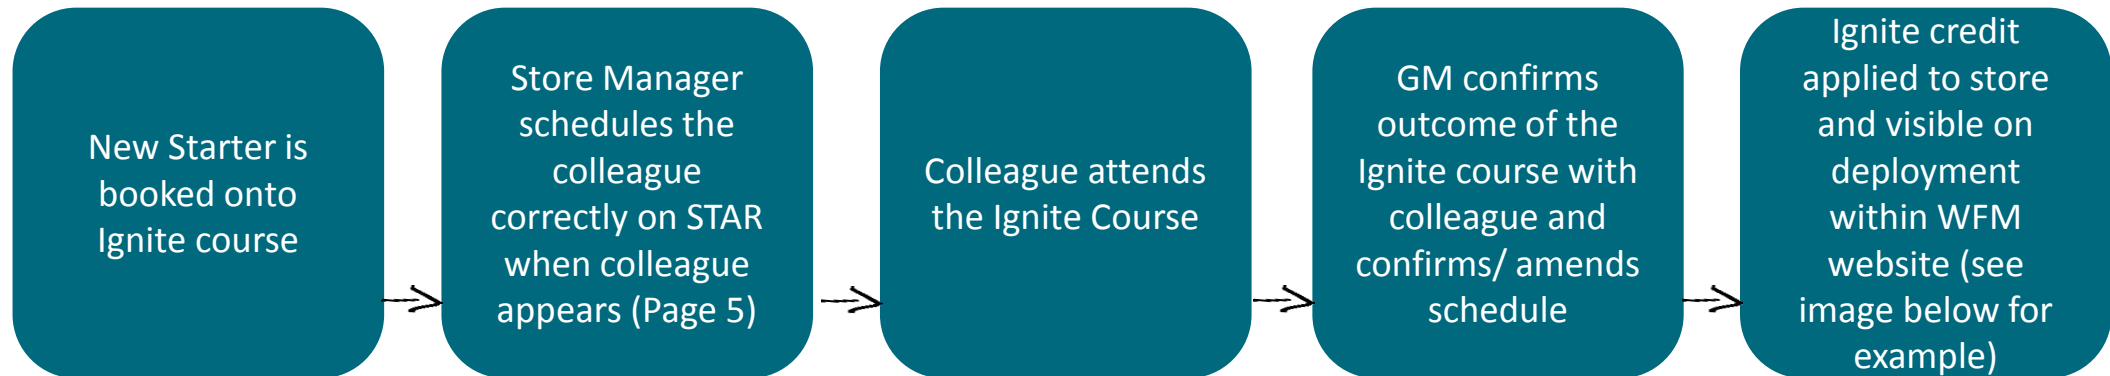 New Starter is
booked onto
Ignite course
Store Manager
schedules the
colleague
correctly on STAR
when colleague
appears (Page 5)
Colleague attends
the Ignite Course
GM confirms
outcome of the
Ignite course with
colleague and
confirms/ amends
schedule
Ignite credit
applied to store
and visible on
deployment
within WFM
website (see
image below for
example)